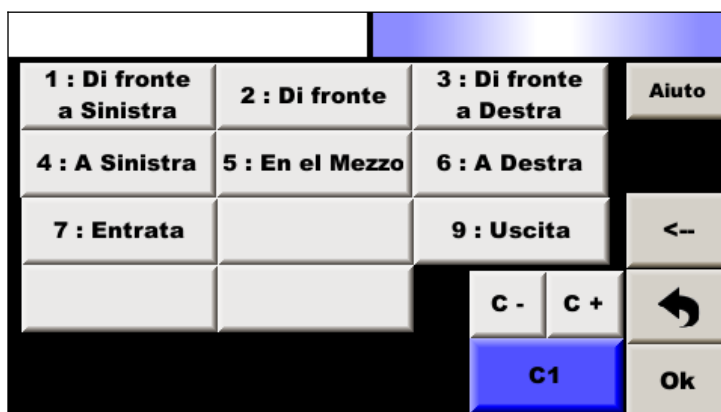 1 : Di fronte
a Sinistra
2 : Di fronte
3 : Di fronte
a Destra
Aiuto
4 : A Sinistra
5 : En el Mezzo
6 : A Destra
7 : Entrata
9 : Uscita
<--
C -
C +
C1
Ok